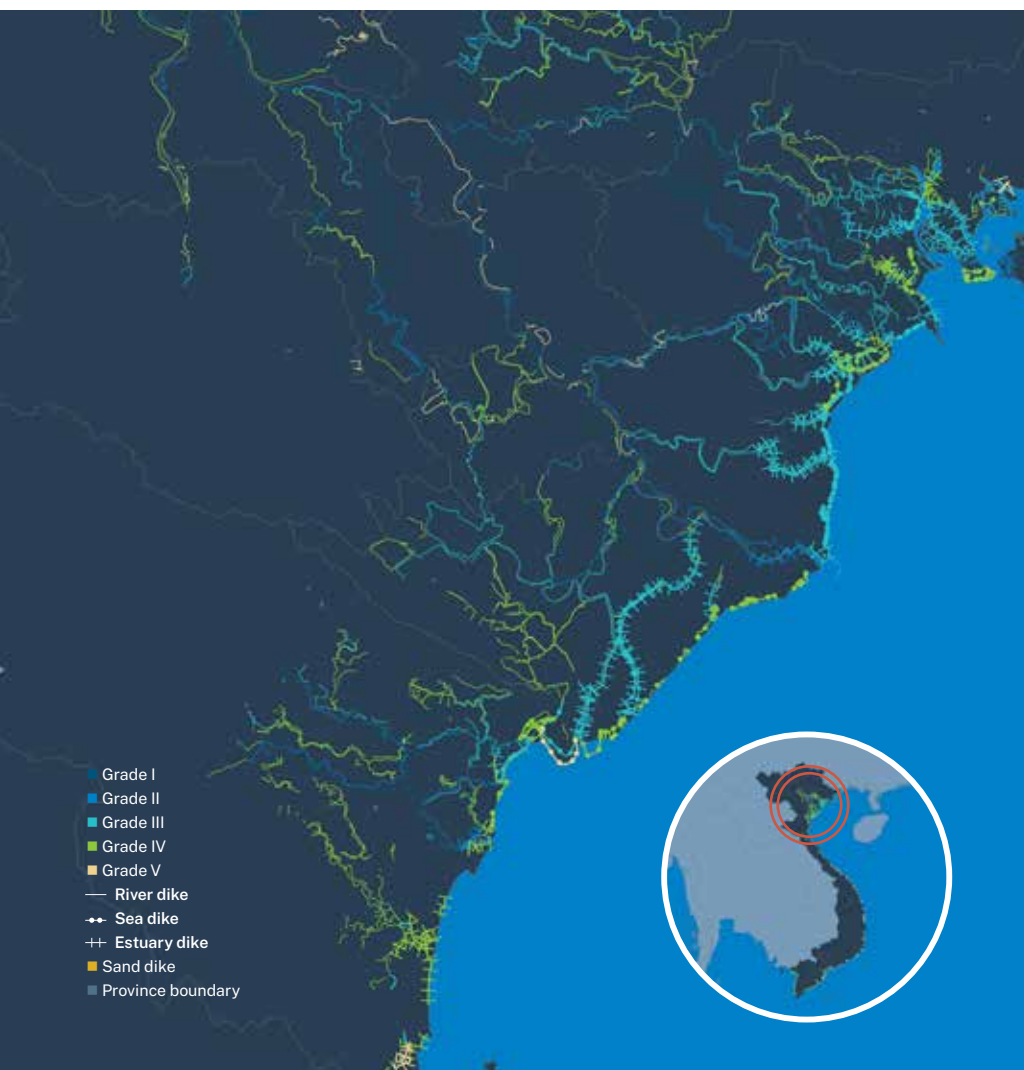 Grade I
Grade II
Grade III
Grade IV
Grade V
River dike
Sea dike
Estuary dike
Sand dike
Province boundary